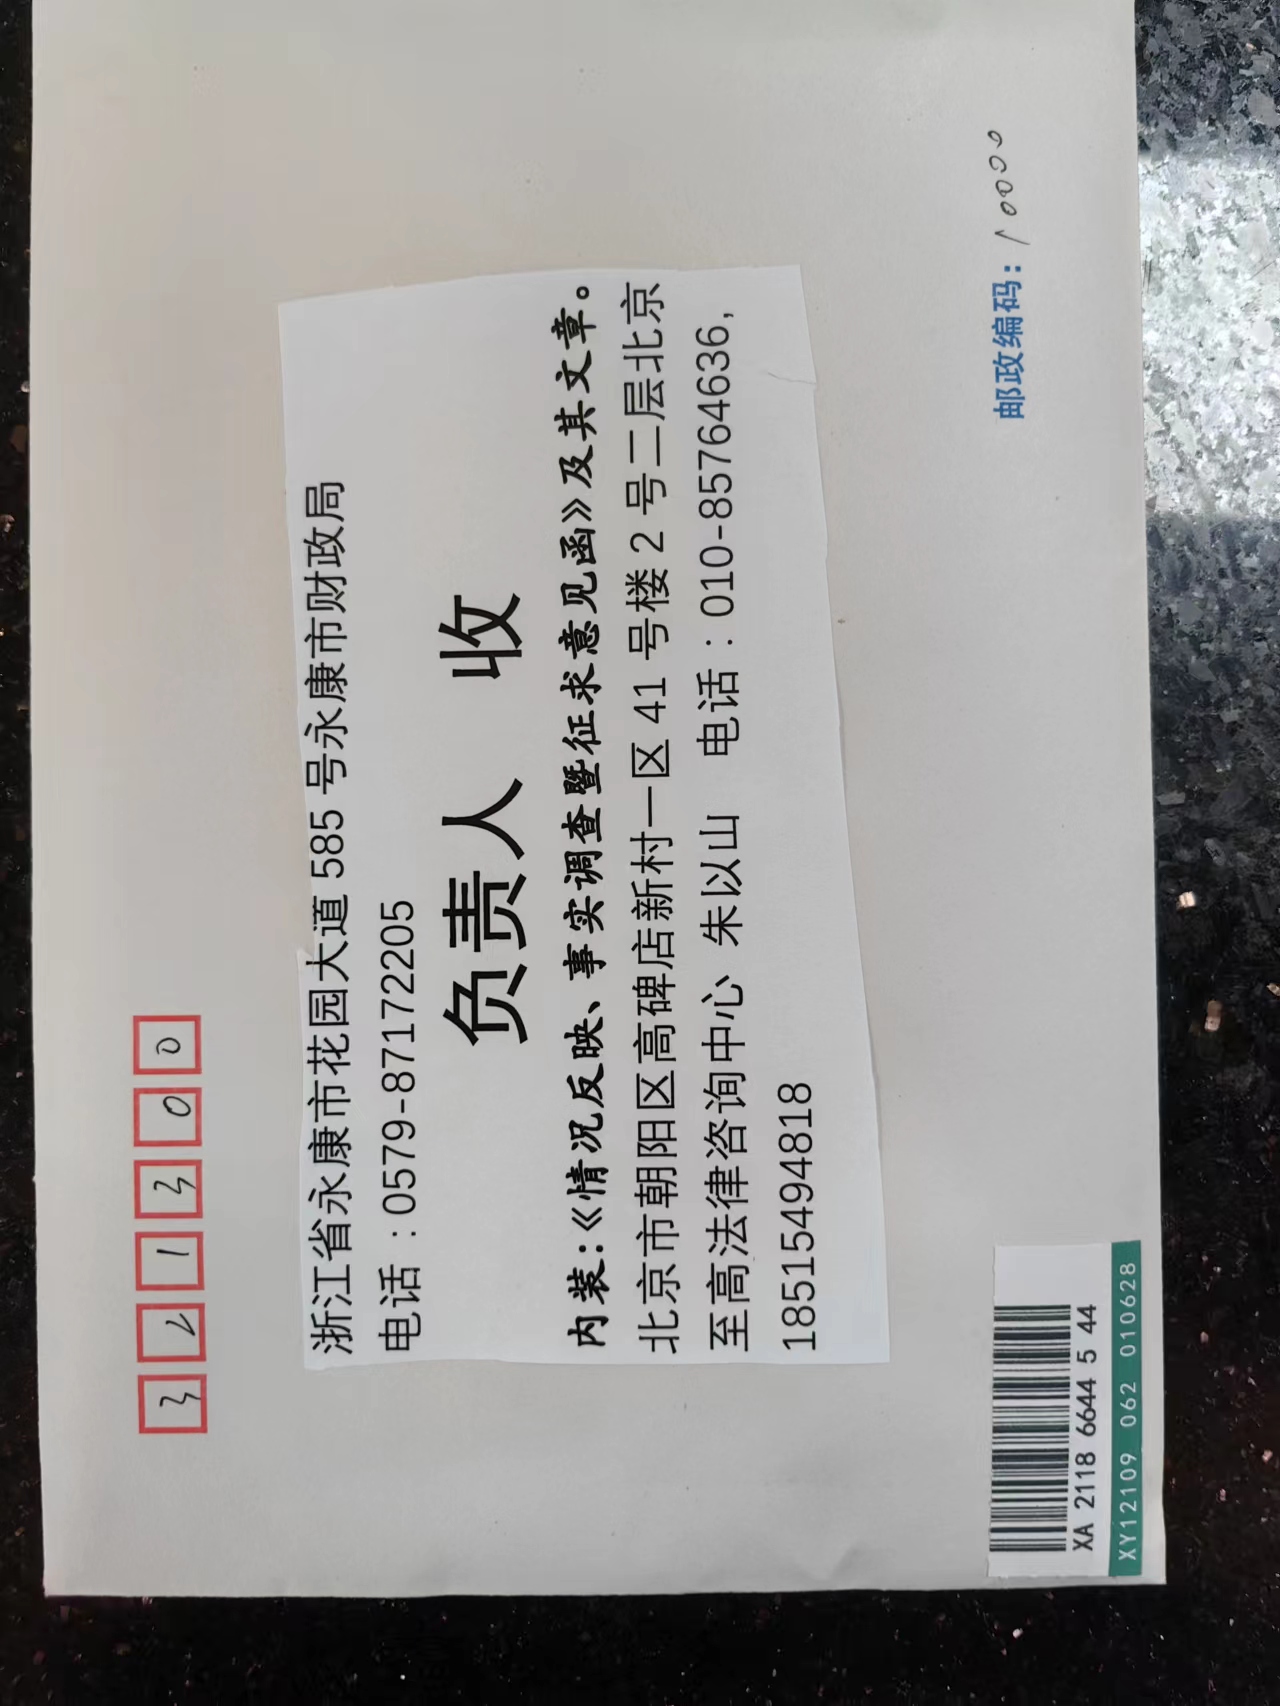 321300
浙江省永康市花园大道 585 号永康市财政局
电话：0579-87172205
负责人 收
内装：《情况反映、事实调查暨征求意见函》及其文章。
北京市朝阳区高碑店新村一区 41 号楼 2 号二层北京
至高法律咨询中心 朱以山 电话：010-85764636,
18515494818
XA 2118 6644 5 44
XY12109 062 010628
邮政编码：10000